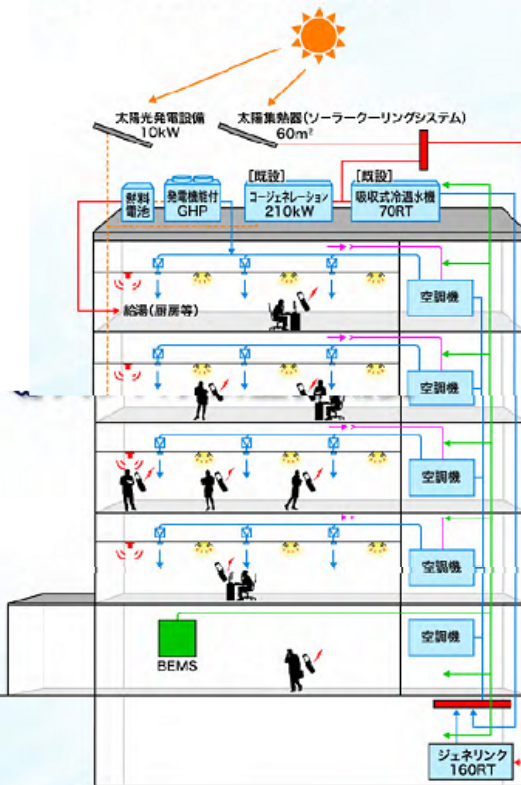 太陽光発電設備
10kW
太陽集熱器(ソーラークーリングシステム)
60m²
燃料
電池
発電機能付
GHP
[既設]
コージェネレーション
210kW
[既設]
吸収式冷温水機
70RT
給湯(厨房等)
空調機
空調機
空調機
空調機
空調機
BEMS
ジェネリンク
160RT